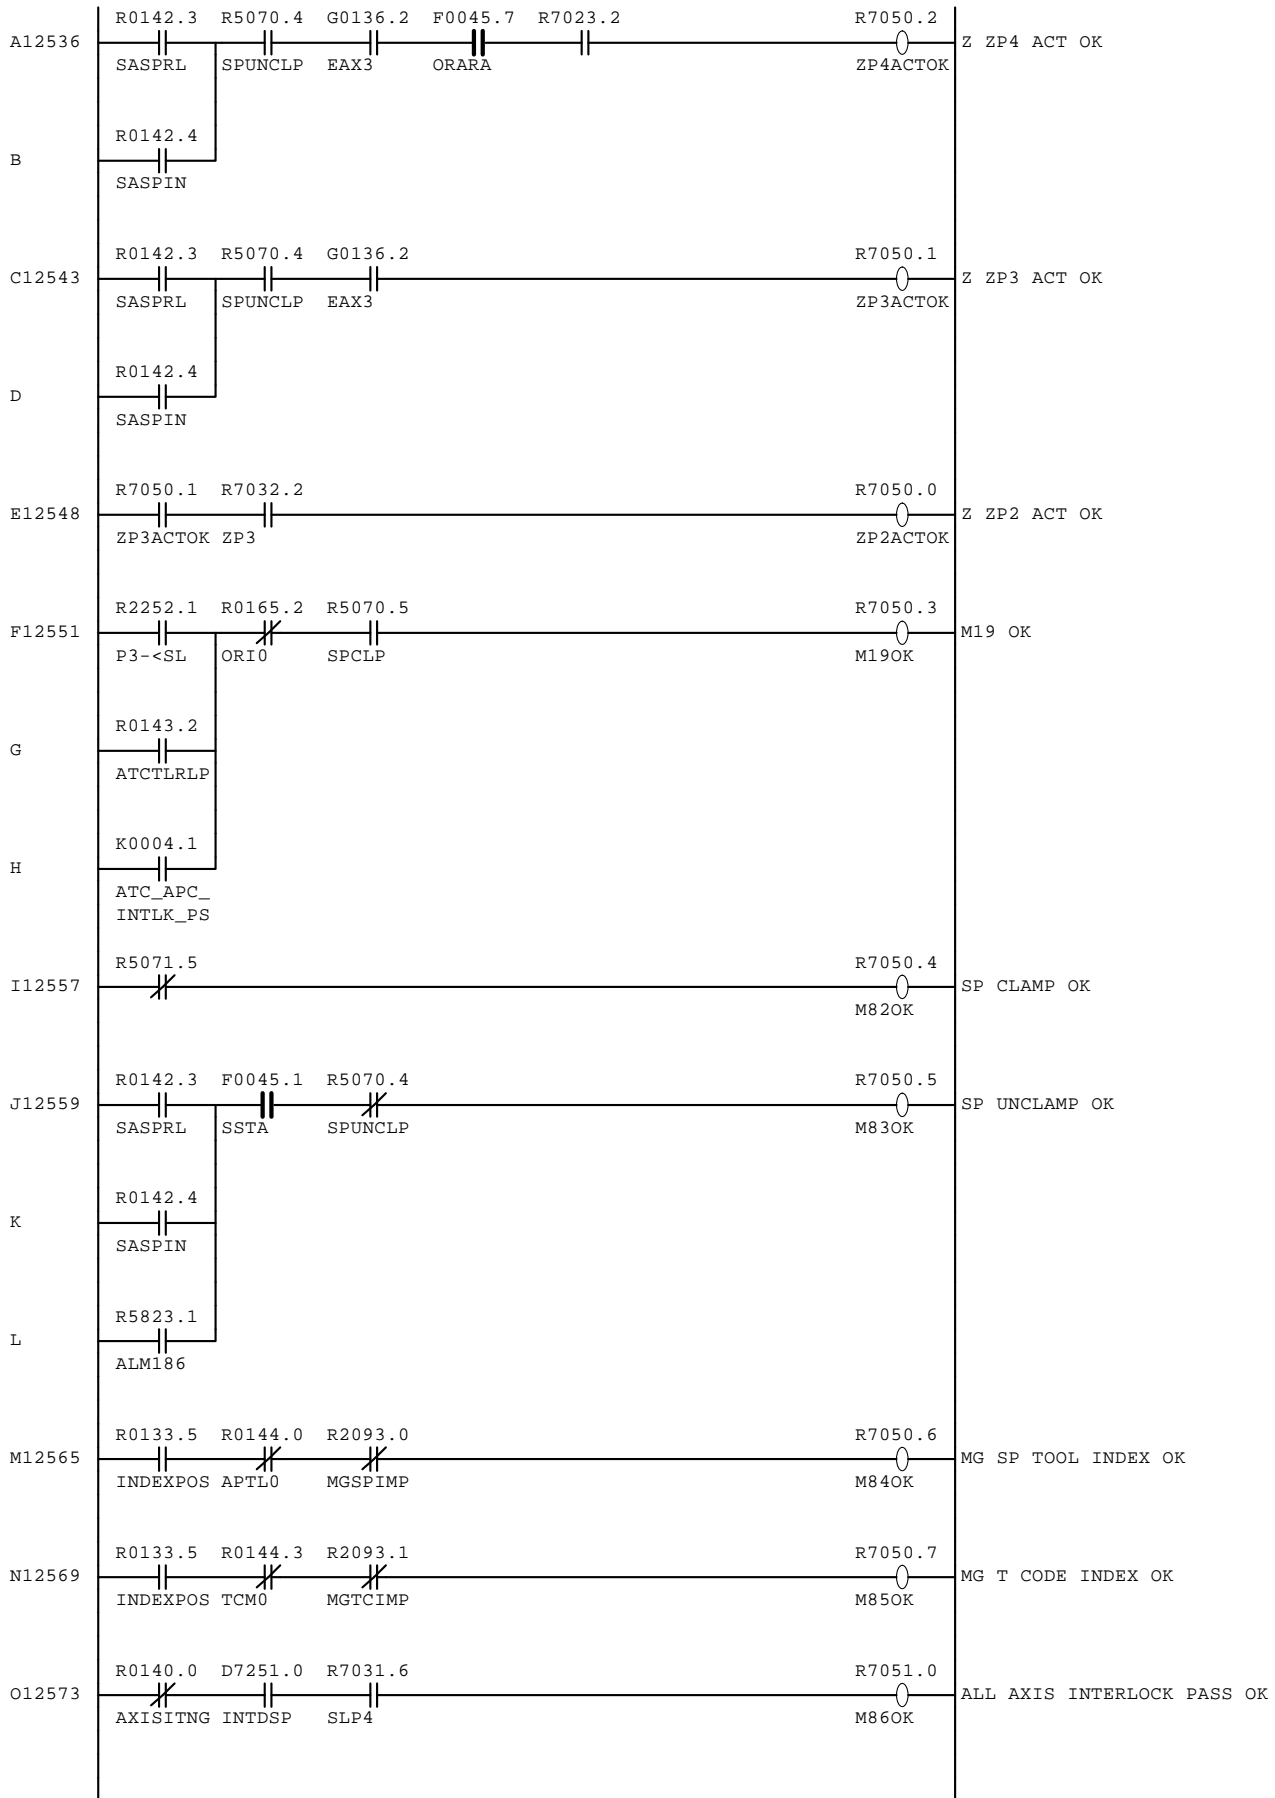 R0142.3 R5070.4 G0136.2 F0045.7 R7023.2 R7050.2
A12536 Z ZP4 ACT OK
SASPRL SPUNCLP EAX3 ORARA ZP4ACTOK
R0142.4
B
SASPIN
R0142.3 R5070.4 G0136.2 R7050.1
C12543 Z ZP3 ACT OK
SASPRL SPUNCLP EAX3 ZP3ACTOK
R0142.4
D
SASPIN
R7050.1 R7032.2 R7050.0
E12548 Z ZP2 ACT OK
ZP3ACTOK ZP3 ZP2ACTOK
R2252.1 R0165.2 R5070.5 R7050.3
F12551 M19 OK
P3-<SL ORI0 SPCLP M19OK
R0143.2
G
ATCTLRLP
K0004.1
H
ATC_APC_
INTLK_PS
R5071.5 R7050.4
I12557 SP CLAMP OK
M82OK
R0142.3 F0045.1 R5070.4 R7050.5
J12559 SP UNCLAMP OK
SASPRL SSTA SPUNCLP M83OK
R0142.4
K
SASPIN
R5823.1
L
ALM186
R0133.5 R0144.0 R2093.0 R7050.6
M12565 MG SP TOOL INDEX OK
INDEXPOS APTL0 MGSPIMP M84OK
R0133.5 R0144.3 R2093.1 R7050.7
N12569 MG T CODE INDEX OK
INDEXPOS TCM0 MGTCIMP M85OK
R0140.0 D7251.0 R7031.6 R7051.0
O12573 ALL AXIS INTERLOCK PASS OK
AXISITNG INTDSP SLP4 M86OK